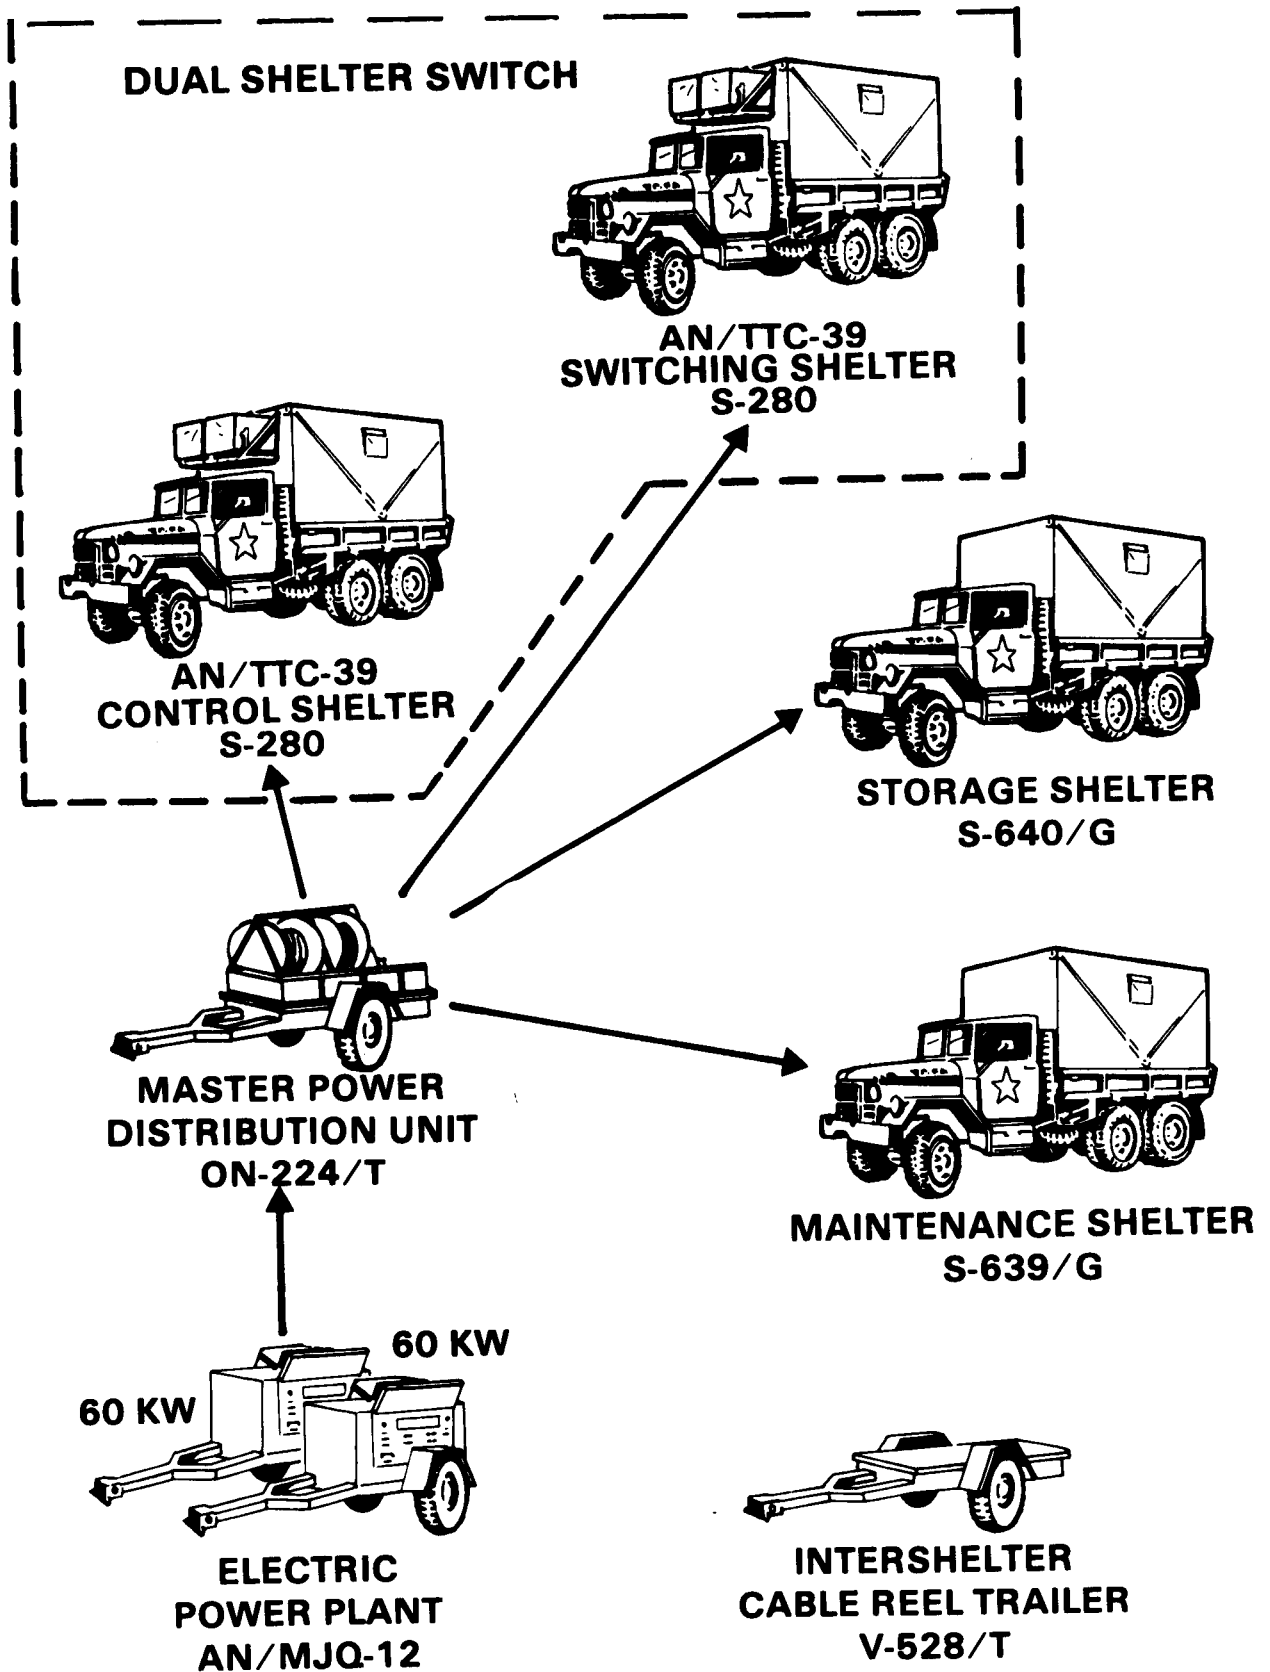 DUAL SHELTER SWITCH
AN/TTC-39
SWITCHING SHELTER
S-280
AN/TTC-39
CONTROL SHELTER
S-280
STORAGE SHELTER
S-640/G
MASTER POWER
DISTRIBUTION UNIT
ON-224/T
MAINTENANCE SHELTER
S-639/G
60 KW
60 KW
ELECTRIC
POWER PLANT
AN/MJQ-12
INTERSHELTER
CABLE REEL TRAILER
V-528/T